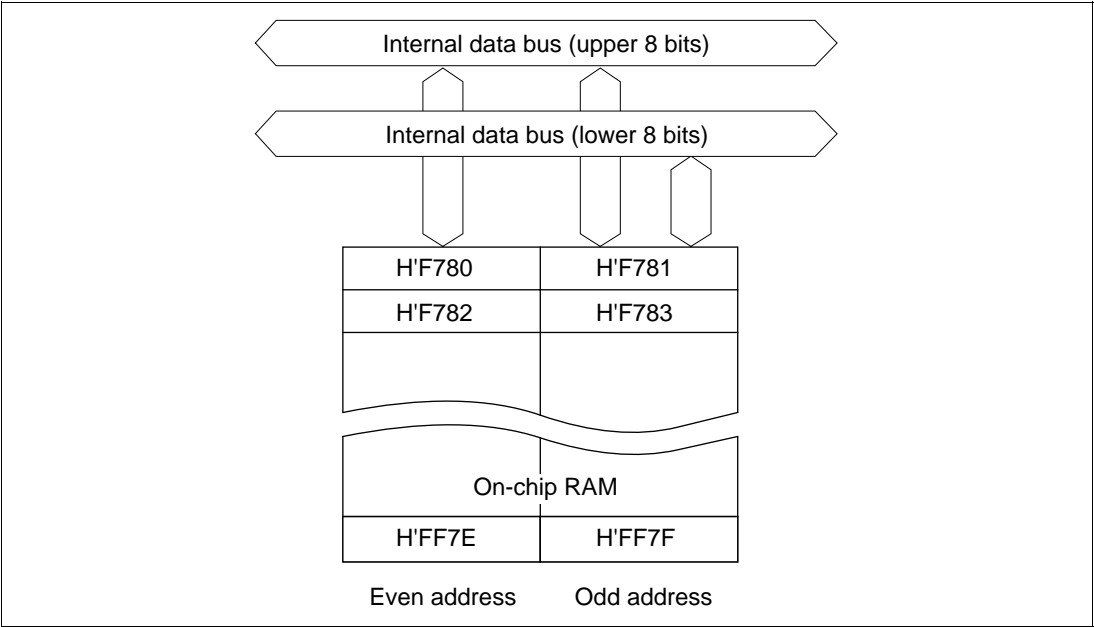 Internal data bus (upper 8 bits)
Internal data bus (lower 8 bits)
H'F780 H'F781
H'F782 H'F783
On-chip RAM
H'FF7E H'FF7F
Even address Odd address